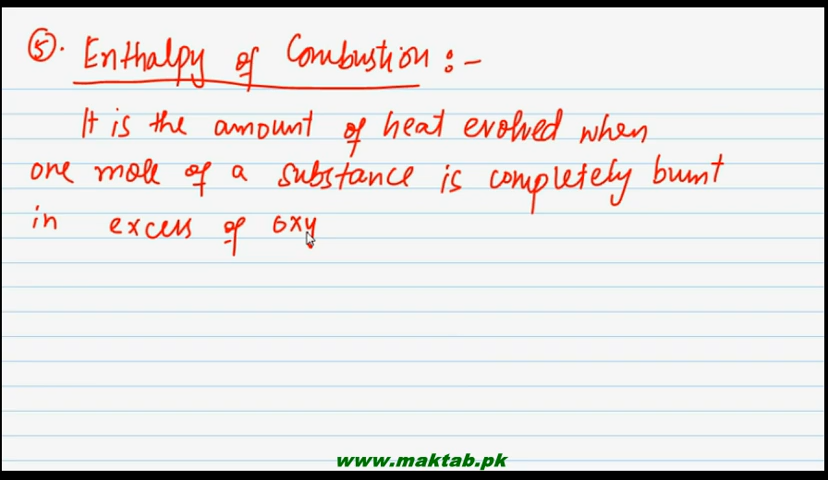 ⑤. Enthalpy of Combustion :-
It is the amount of heat evolved when
one mole of a substance is completely burnt
in excess of oxy
www.maktab.pk